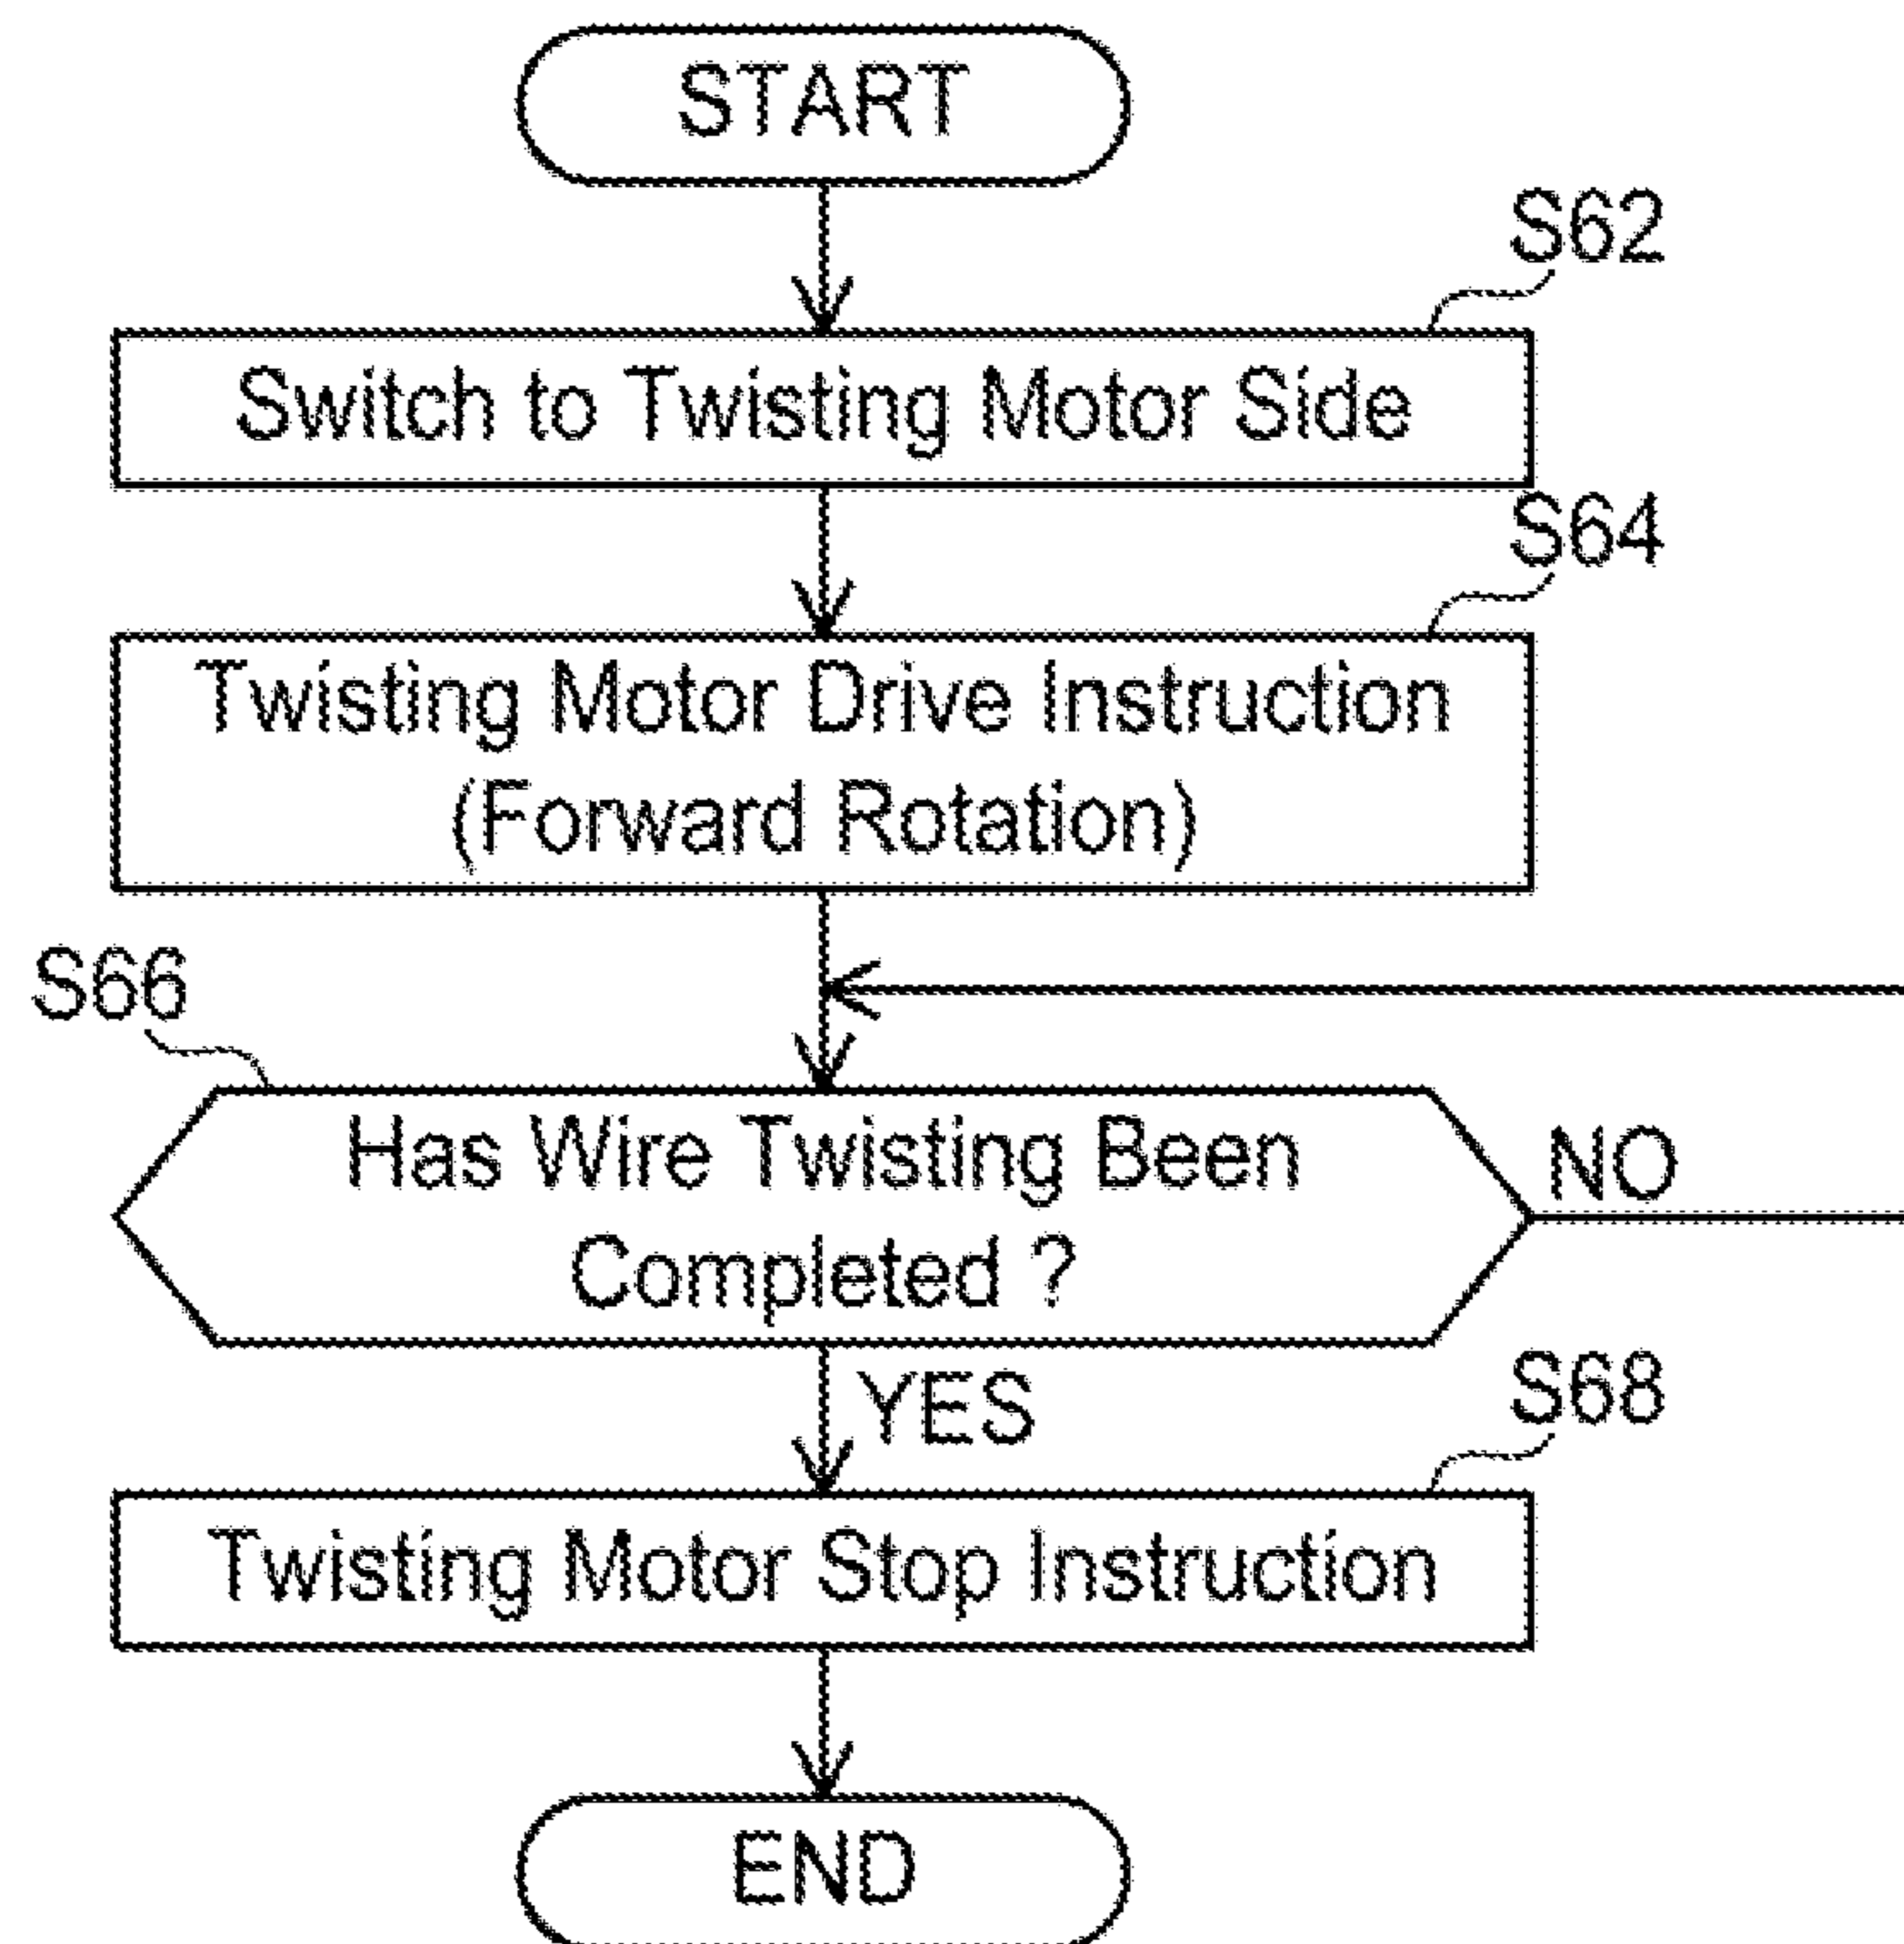 START
S62
Switch to Twisting Motor Side
S64
Twisting Motor Drive Instruction
(Forward Rotation)
S66
Has Wire Twisting Been
Completed ?
NO
YES
S68
Twisting Motor Stop Instruction
END